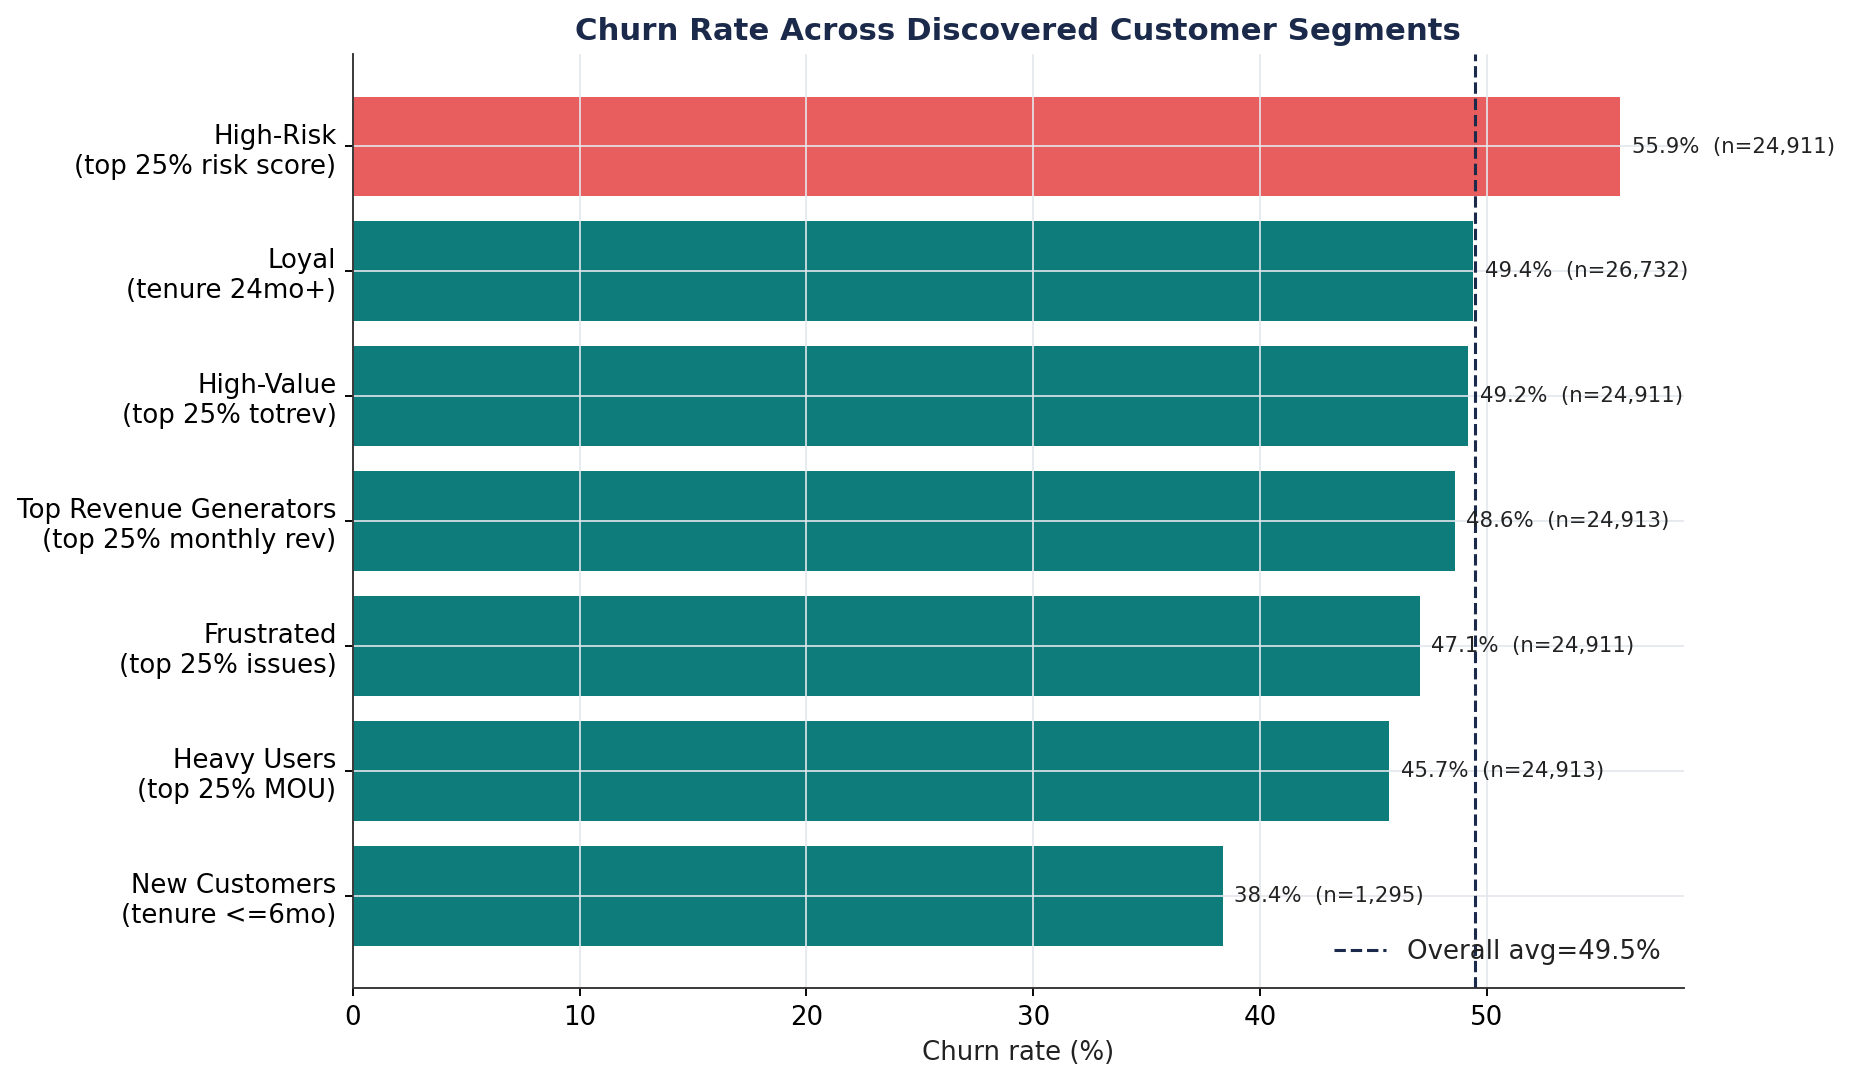 Churn Rate Across Discovered Customer Segments
High-Risk
(top 25% risk score)
55.9%  (n=24,911)
Loyal
(tenure 24mo+)
49.4%  (n=26,732)
High-Value
(top 25% totrev)
49.2%  (n=24,911)
Top Revenue Generators
(top 25% monthly rev)
48.6%  (n=24,913)
Frustrated
(top 25% issues)
47.1%  (n=24,911)
Heavy Users
(top 25% MOU)
45.7%  (n=24,913)
New Customers
(tenure <=6mo)
38.4%  (n=1,295)
Overall avg=49.5%
0 10 20 30 40 50
Churn rate (%)